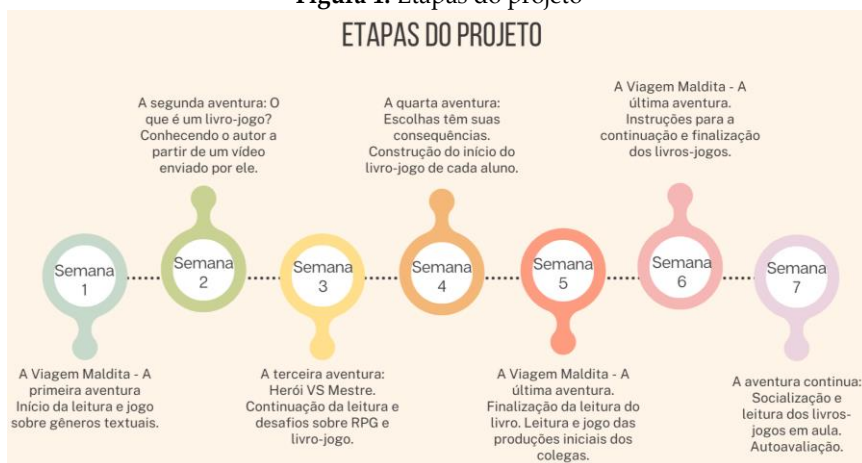 Figura 1. Etapas do projeto
ETAPAS DO PROJETO
A segunda aventura: O
que é um livro-jogo?
Conhecendo o autor a
partir de um vídeo
enviado por ele.
A quarta aventura:
Escolhas têm suas
consequências.
Construção do início do
livro-jogo de cada aluno.
A Viagem Maldita - A
última aventura.
Instruções para a
continuação e finalização
dos livros-jogos.
Semana
1
Semana
2
Semana
3
Semana
4
Semana
5
Semana
6
Semana
7
A Viagem Maldita - A
primeira aventura
Início da leitura e jogo
sobre gêneros textuais.
A terceira aventura:
Herói VS Mestre.
Continuação da leitura e
desafios sobre RPG e
livro-jogo.
A Viagem Maldita - A
última aventura.
Finalização da leitura do
livro. Leitura e jogo das
produções iniciais dos
colegas.
A aventura continua:
Socialização e
leitura dos livros-
jogos em aula.
Autoavaliação.